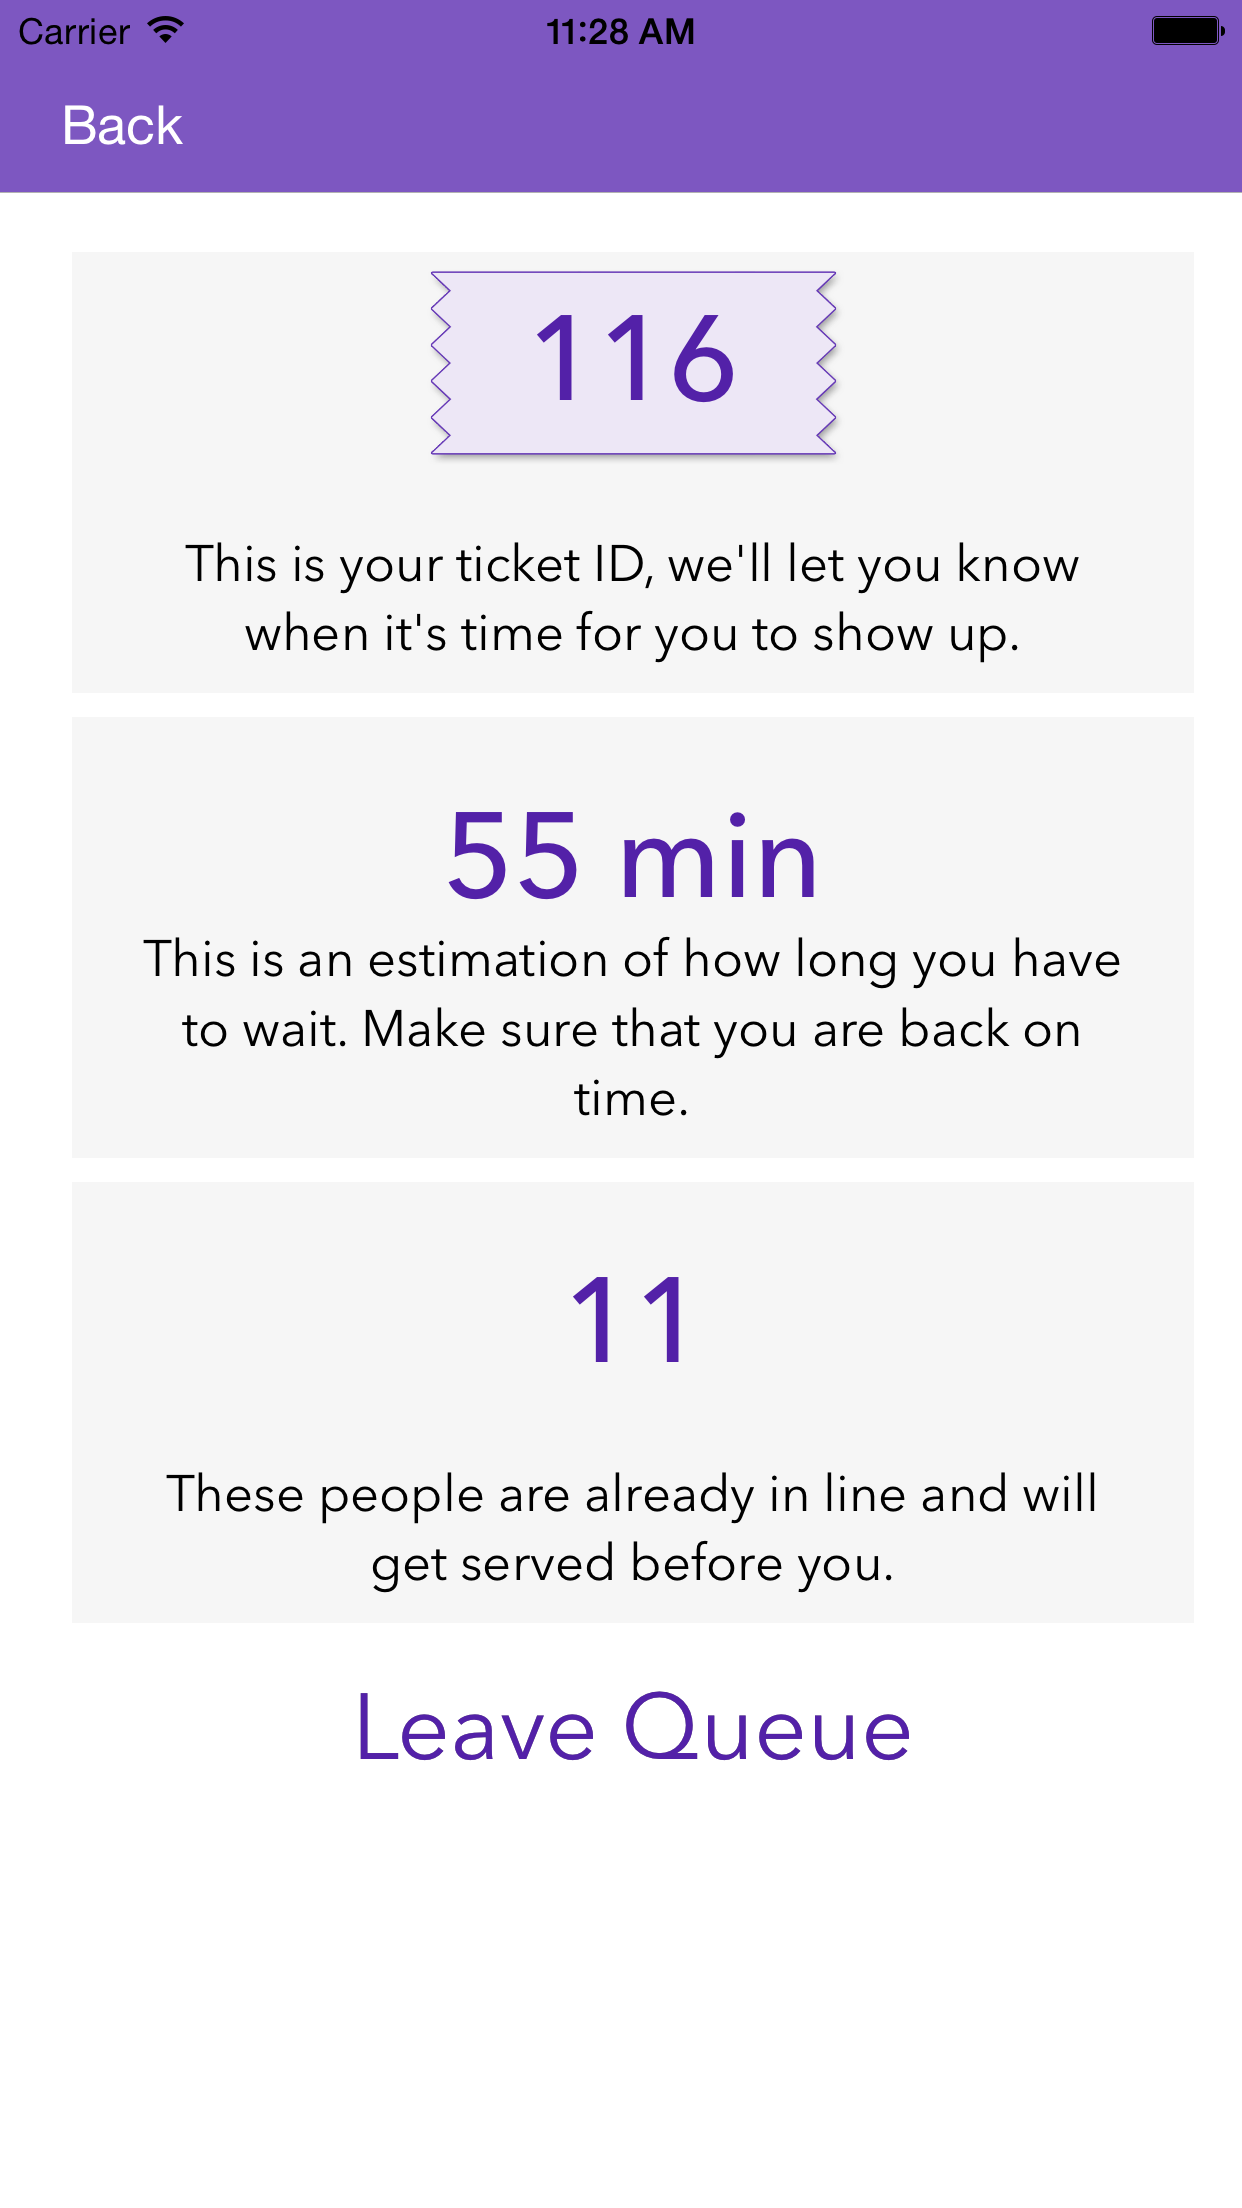 Carrier 11:28 AM
Back
116
This is your ticket ID, we'll let you know
when it's time for you to show up.
55 min
This is an estimation of how long you have
to wait. Make sure that you are back on
time.
11
These people are already in line and will
get served before you.
Leave Queue